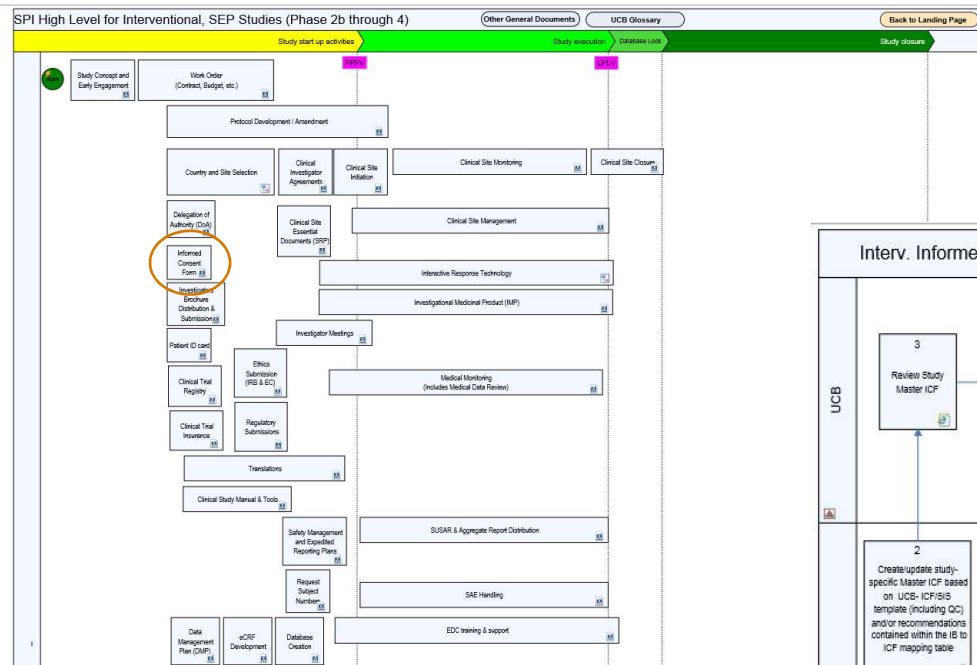 SPI High Level for Interventional, SEP Studies (Phase 2b through 4)
Other General Documents
UCB Glossary
Back to Landing Page
Study start up activities
Study execution
Database Lock
Study closure
FPFV
LPLV
Study Concept and
Early Engagement
Work Order
(Contract, Budget, etc.)
Protocol Development / Amendment
Country and Site Selection
Clinical
Investigator
Agreements
Clinical Site
Initiation
Clinical Site Monitoring
Clinical Site Closure
Delegation of
Authority (DoA)
Clinical Site
Essential
Documents (SRP)
Clinical Site Management
Informed
Consent
Form
Interactive Response Technology
Investigators
Brochure
Distribution &
Submission
Investigational Medicinal Product (IMP)
Investigator Meetings
Patient ID card
Ethics
Submission
(IRB & EC)
Medical Monitoring
(Includes Medical Data Review)
Clinical Trial
Registry
Clinical Trial
Insurance
Regulatory
Submissions
Translations
Clinical Study Manual & Tools
Safety Management
and Expedited
Reporting Plans
SUSAR & Aggregate Report Distribution
Request
Subject
Numbers
SAE Handling
Data
Management
Plan (DMP)
eCRF
Development
Database
Creation
EDC training & support
Interv. Informe
UCB
3
Review Study
Master ICF
2
Create/update study-
specific Master ICF based
on UCB- ICF/SIS
template (including QC)
and/or recommendations
contained within the IB to
ICF mapping table